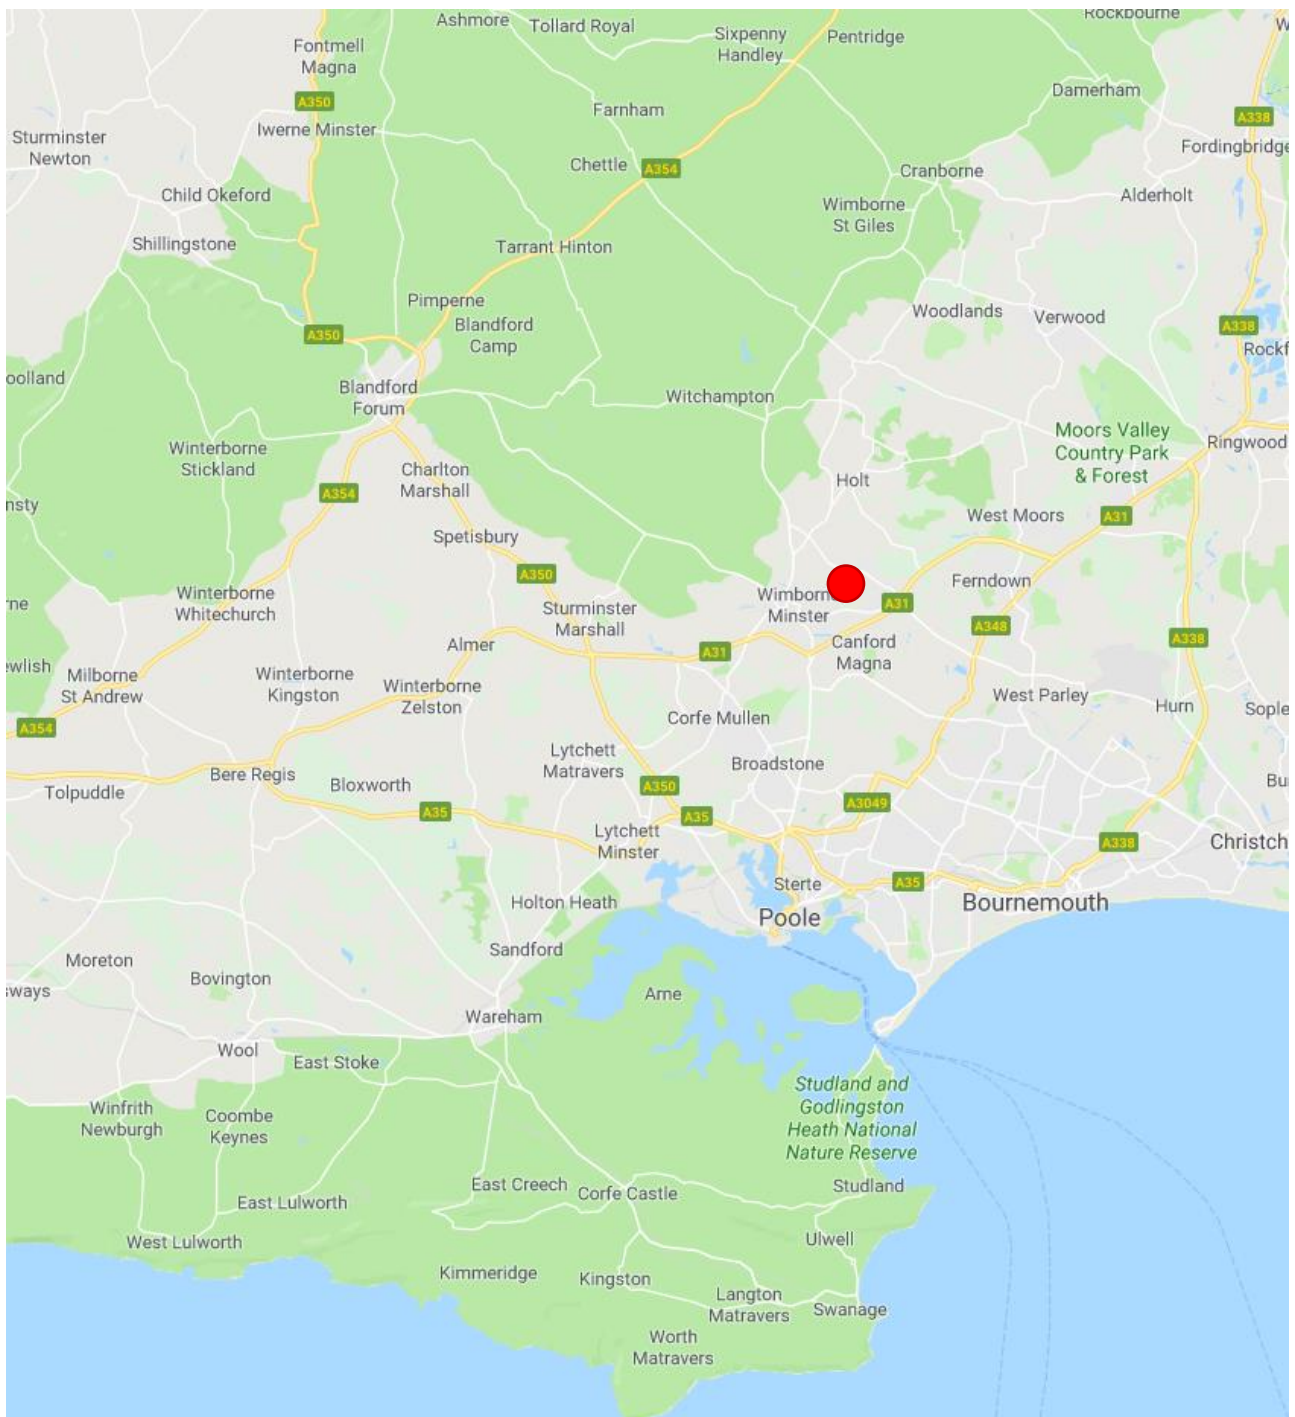 Ashmore
Tollard Royal
Rockbourne
Fontmell
Magna
Sixpenny
Handley
Pentridge
A350
Farnham
Damerham
A338
Sturminster
Newton
Iwerne Minster
Fordingbridge
Chettle
A354
Cranborne
Child Okeford
Wimborne
St Giles
Alderholt
Shillingstone
Tarrant Hinton
Pimperne
Woodlands
Verwood
A350
Blandford
Camp
A338
Rockf
oolland
Blandford
Forum
Witchampton
Winterborne
Stickland
Moors Valley
Country Park
& Forest
Ringwood
Charlton
Marshall
Holt
A354
nsty
West Moors
A31
Spetisbury
A350
Ferndown
Winterborne
Whitechurch
Wimborne
Minster
A31
rne
Sturminster
Marshall
A348
A338
Almer
A31
Canford
Magna
ewlish
Milborne
St Andrew
Winterborne
Kingston
Winterborne
Zelston
West Parley
Hurn
Sople
A354
Corfe Mullen
Lytchett
Matravers
Broadstone
Bere Regis
Bloxworth
A350
Bu
Tolpuddle
A35
A35
A3049
Lytchett
Minster
A338
Christch
Sterte
A35
Holton Heath
Poole
Bournemouth
Sandford
Moreton
Bovington
sways
Arne
Wareham
Wool
East Stoke
Studland and
Godlingston
Heath National
Nature Reserve
Winfrith
Newburgh
Coombe
Keynes
East Creech
Corfe Castle
Studland
East Lulworth
West Lulworth
Ulwell
Kimmeridge
Kingston
Langton
Matravers
Swanage
Worth
Matravers